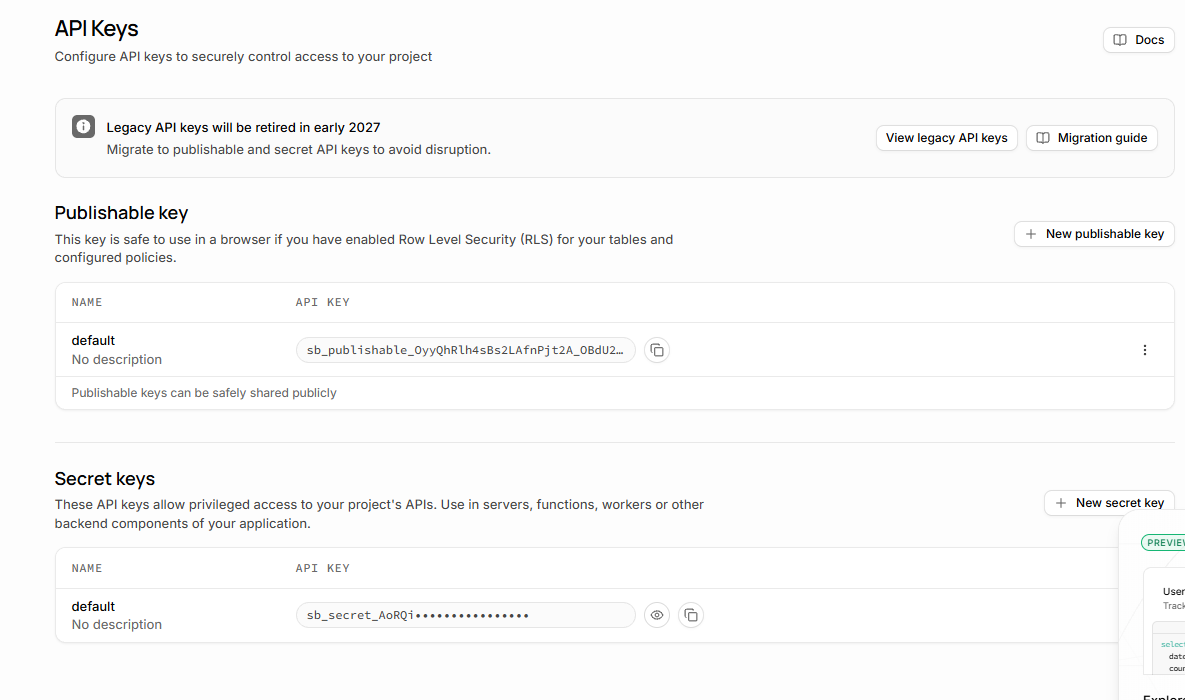 API Keys
Configure API keys to securely control access to your project
Docs
Legacy API keys will be retired in early 2027
Migrate to publishable and secret API keys to avoid disruption.
View legacy API keys
Migration guide
Publishable key
This key is safe to use in a browser if you have enabled Row Level Security (RLS) for your tables and
configured policies.
New publishable key
NAME API KEY
default
No description
sb_publishable_OyyQhRlh4sBs2LAfnPjt2A_OBdU2…
Publishable keys can be safely shared publicly
Secret keys
These API keys allow privileged access to your project's APIs. Use in servers, functions, workers or other
backend components of your application.
New secret key
NAME API KEY
default
No description
sb_secret_AoRQi••••••••••••••••
PREVIEW
User
Track
select
date
coun
Explore